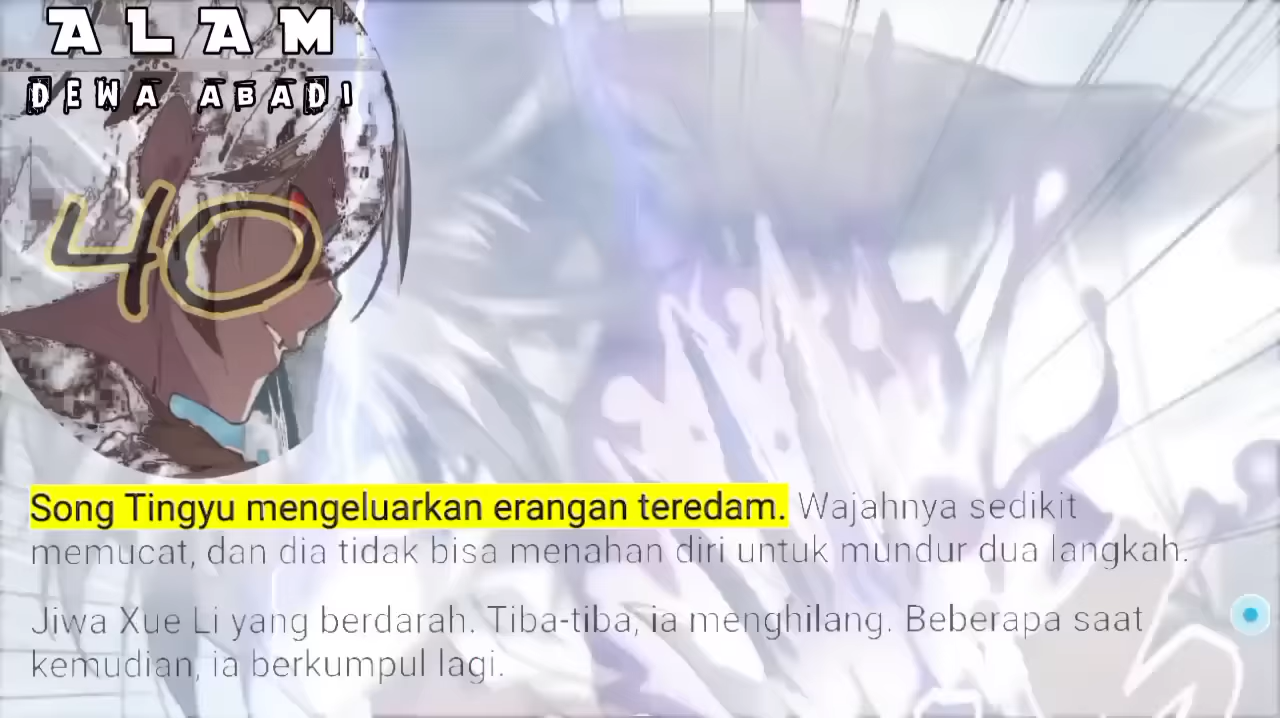 ALAM
DEWA ABADI
40
Song Tingyu mengeluarkan erangan teredam. Wajahnya sedikit
memucat, dan dia tidak bisa menahan diri untuk mundur dua langkah.
Jiwa Xue Li yang berdarah. Tiba-tiba, ia menghilang. Beberapa saat
kemudian, ia berkumpul lagi.